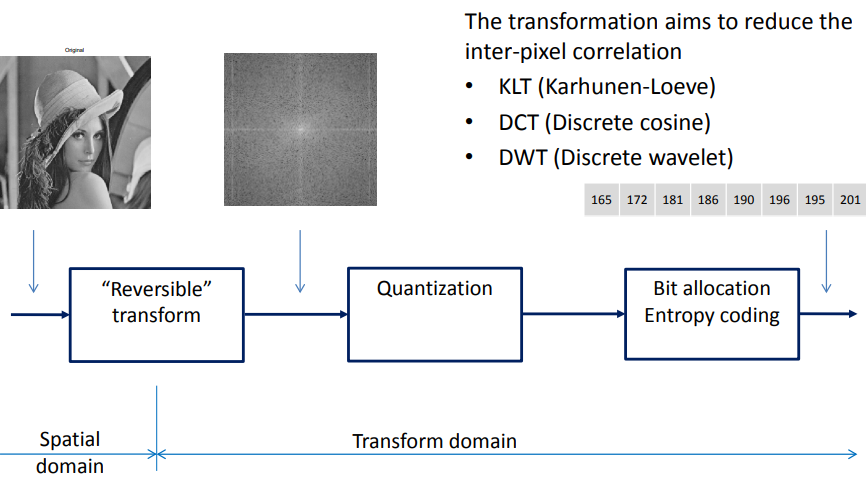 The transformation aims to reduce the
inter-pixel correlation
• KLT (Karhunen-Loeve)
• DCT (Discrete cosine)
• DWT (Discrete wavelet)
Original
165 172 181 186 190 196 195 201
“Reversible”
transform
Quantization
Bit allocation
Entropy coding
Spatial
domain
Transform domain